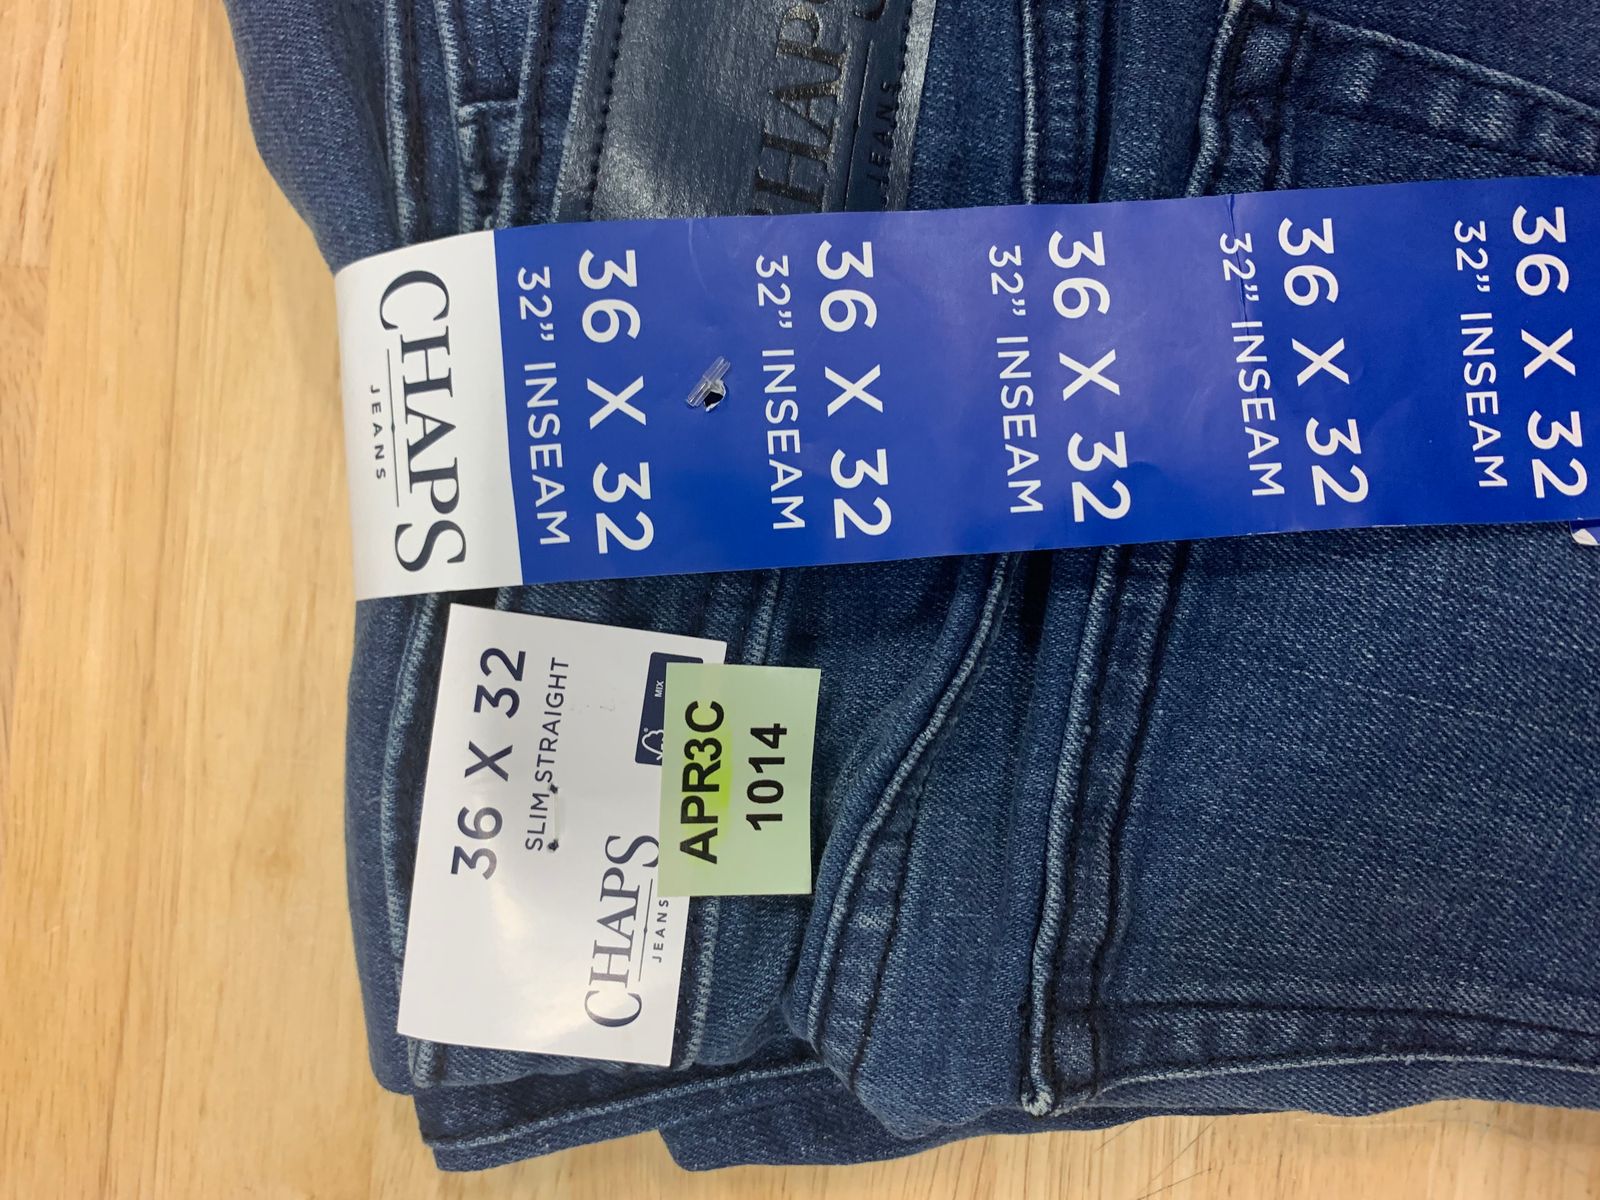 CHAPS
JEANS
CHAPS
JEANS
36 X 32
32” INSEAM
36 X 32
32” INSEAM
36 X 32
32” INSEAM
36 X 32
32” INSEAM
36 X 32
32” INSEAM
36 X 32
SLIM STRAIGHT
CHAPS
JEANS
MIX
APR3C
1014